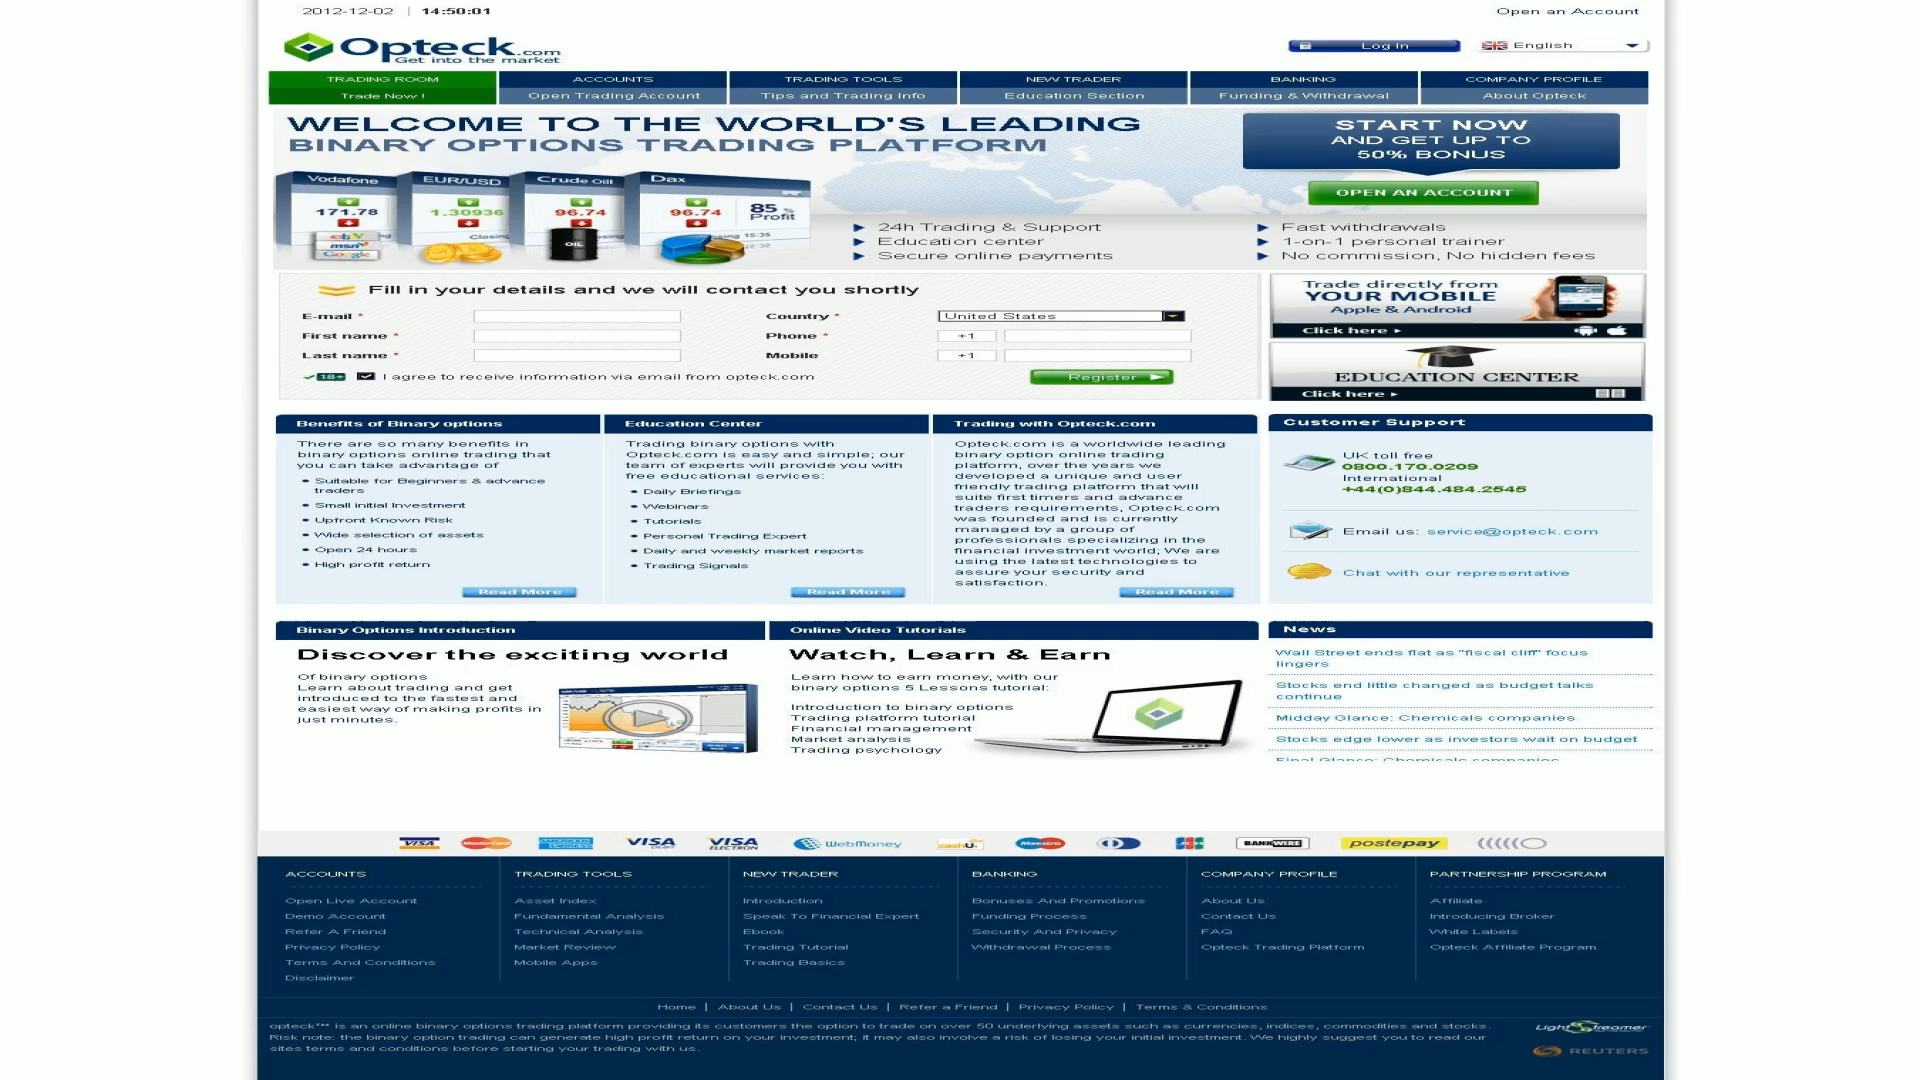 2012-12-02 | 14:50:01
Open an Account
Opteck.com
Get into the market
Log in
English
TRADING ROOM
Trade Now !
ACCOUNTS
Open Trading Account
TRADING TOOLS
Tips and Trading Info
NEW TRADER
Education Section
BANKING
Funding & Withdrawal
COMPANY PROFILE
About Opteck
WELCOME TO THE WORLD'S LEADING
BINARY OPTIONS TRADING PLATFORM
Vodafone
171.78
EUR/USD
1.30936
Crude Oill
96.74
Dax
96.74
85 %
Profit
ebY
msn
Google
OIL
START NOW
AND GET UP TO
50% BONUS
OPEN AN ACCOUNT
24h Trading & Support
Education center
Secure online payments
Fast withdrawals
1-on-1 personal trainer
No commission, No hidden fees
Fill in your details and we will contact you shortly
E-mail *
First name *
Last name *
Country *
United States
Phone *
+1
Mobile
+1
18+ I agree to receive information via email from opteck.com
Register
Trade directly from
YOUR MOBILE
Apple & Android
Click here
EDUCATION CENTER
Click here
Benefits of Binary options
There are so many benefits in
binary options online trading that
you can take advantage of
Suitable for Beginners & advance
traders
Small initial Investment
Upfront Known Risk
Wide selection of assets
Open 24 hours
High profit return
Read More
Education Center
Trading binary options with
Opteck.com is easy and simple; our
team of experts will provide you with
free educational services:
Daily Briefings
Webinars
Tutorials
Personal Trading Expert
Daily and weekly market reports
Trading Signals
Read More
Trading with Opteck.com
Opteck.com is a worldwide leading
binary option online trading
platform, over the years we
developed a unique and user
friendly trading platform that will
suite first timers and advance
traders requirements, Opteck.com
was founded and is currently
managed by a group of
professionals specializing in the
financial investment world; We are
using the latest technologies to
assure your security and
satisfaction.
Read More
Customer Support
UK toll free
0800.170.0209
International
+44(0)844.484.2545
Email us: service@opteck.com
Chat with our representative
Binary Options Introduction
Discover the exciting world
Of binary options
Learn about trading and get
introduced to the fastest and
easiest way of making profits in
just minutes.
Online Video Tutorials
Watch, Learn & Earn
Learn how to earn money, with our
binary options 5 Lessons tutorial:
Introduction to binary options
Trading platform tutorial
Financial management
Market analysis
Trading psychology
News
Wall Street ends flat as "fiscal cliff" focus
lingers
Stocks end little changed as budget talks
continue
Midday Glance: Chemicals companies
Stocks edge lower as investors wait on budget
Final Glance: Chemicals companies
VISA
MasterCard
AMERICAN EXPRESS
VISA DEBIT
VISA ELECTRON
WebMoney
cashU
Maestro
JCB
BANKWIRE
postepay
ACCOUNTS
Open Live Account
Demo Account
Refer A Friend
Privacy Policy
Terms And Conditions
Disclaimer
TRADING TOOLS
Asset Index
Fundamental Analysis
Technical Analysis
Market Review
Mobile Apps
NEW TRADER
Introduction
Speak To Financial Expert
Ebook
Trading Tutorial
Trading Basics
BANKING
Bonuses And Promotions
Funding Process
Security And Privacy
Withdrawal Process
COMPANY PROFILE
About Us
Contact Us
FAQ
Opteck Trading Platform
PARTNERSHIP PROGRAM
Affiliate
Introducing Broker
White Labels
Opteck Affiliate Program
Home | About Us | Contact Us | Refer a Friend | Privacy Policy | Terms & Conditions
opteck™ is an online binary options trading platform providing its customers the option to trade on over 50 underlying assets such as currencies, indices, commodities and stocks.
Risk note: the binary option trading can generate high profit return on your investment; it may also involve a risk of losing your initial investment. We highly suggest you to read our
sites terms and conditions before starting your trading with us.
LightStreamer
REUTERS